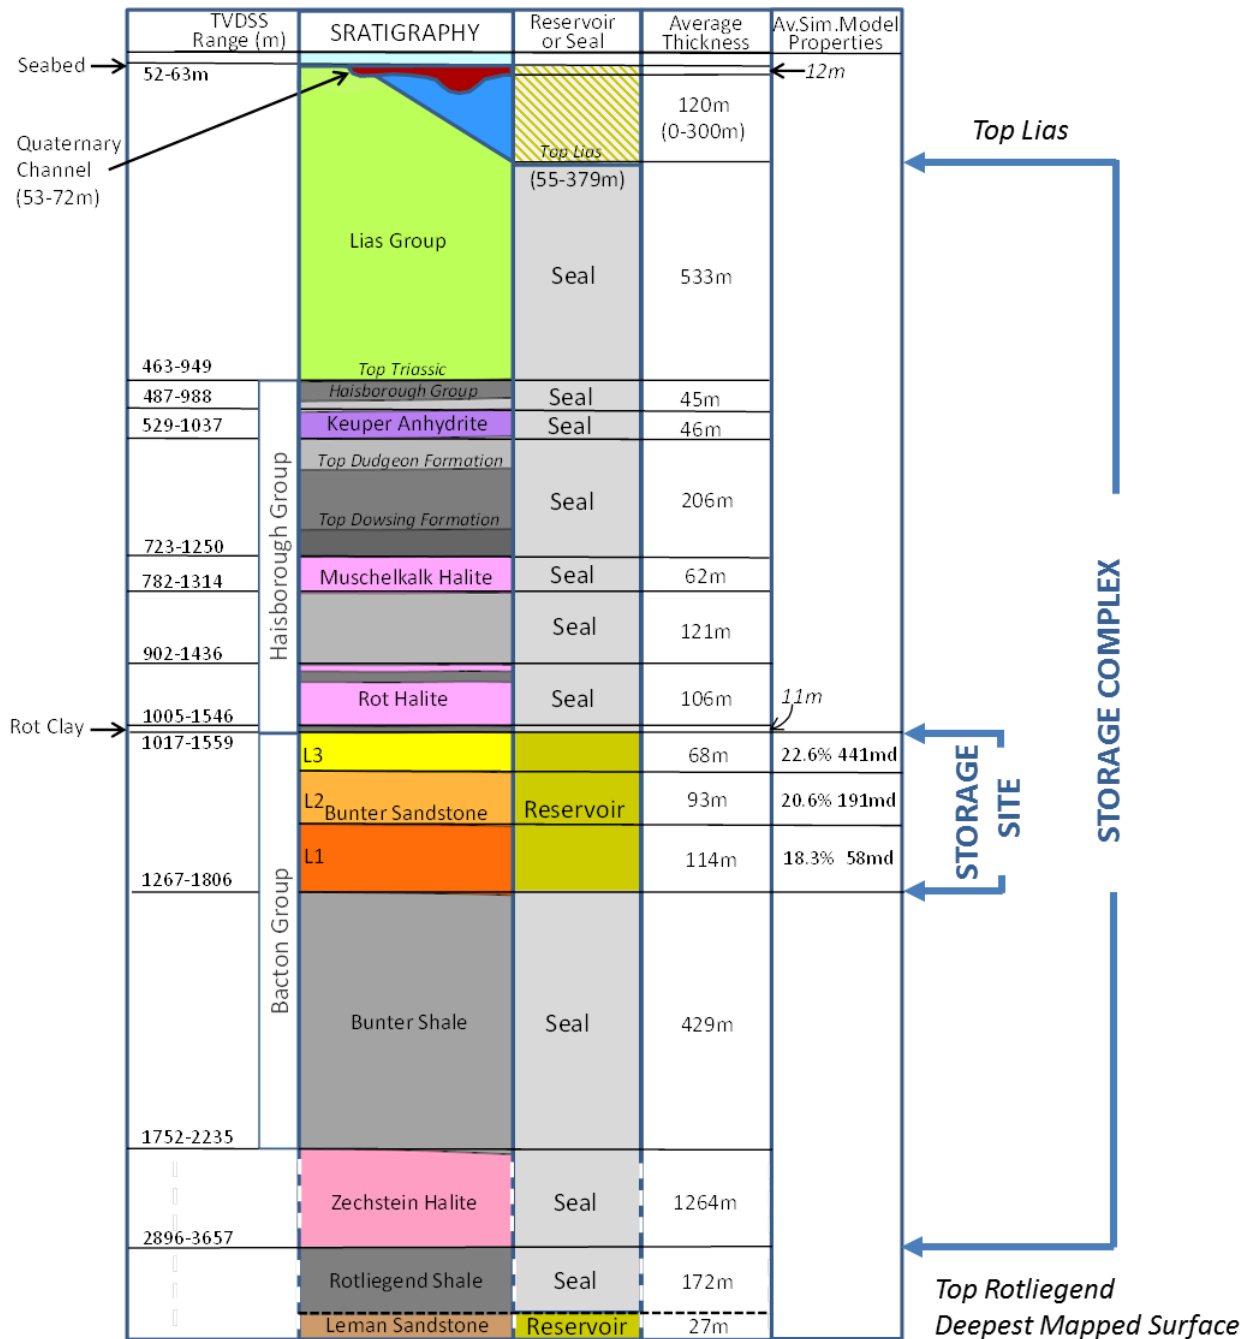 TVDSS
Range (m)
SRATIGRAPHY
Reservoir
or Seal
Average
Thickness
Av.Sim.Model
Properties
Seabed
52-63m
12m
Quaternary
Channel
(53-72m)
120m
(0-300m)
Top Lias
Top Lias
(55-379m)
Lias Group
Seal
533m
463-949
Top Triassic
487-988
Haisborough Group
Seal
45m
529-1037
Keuper Anhydrite
Seal
46m
Top Dudgeon Formation
Seal
206m
Top Dowsing Formation
723-1250
782-1314
Muschelkalk Halite
Seal
62m
Seal
121m
902-1436
Rot Halite
Seal
106m
11m
1005-1546
Haisborough Group
Rot Clay
1017-1559
L3
68m
22.6% 441md
L2
Bunter Sandstone
Reservoir
93m
20.6% 191md
L1
114m
18.3% 58md
1267-1806
STORAGE
SITE
STORAGE COMPLEX
Bacton Group
Bunter Shale
Seal
429m
1752-2235
Zechstein Halite
Seal
1264m
2896-3657
Rotliegend Shale
Seal
172m
Leman Sandstone
Reservoir
27m
Top Rotliegend
Deepest Mapped Surface